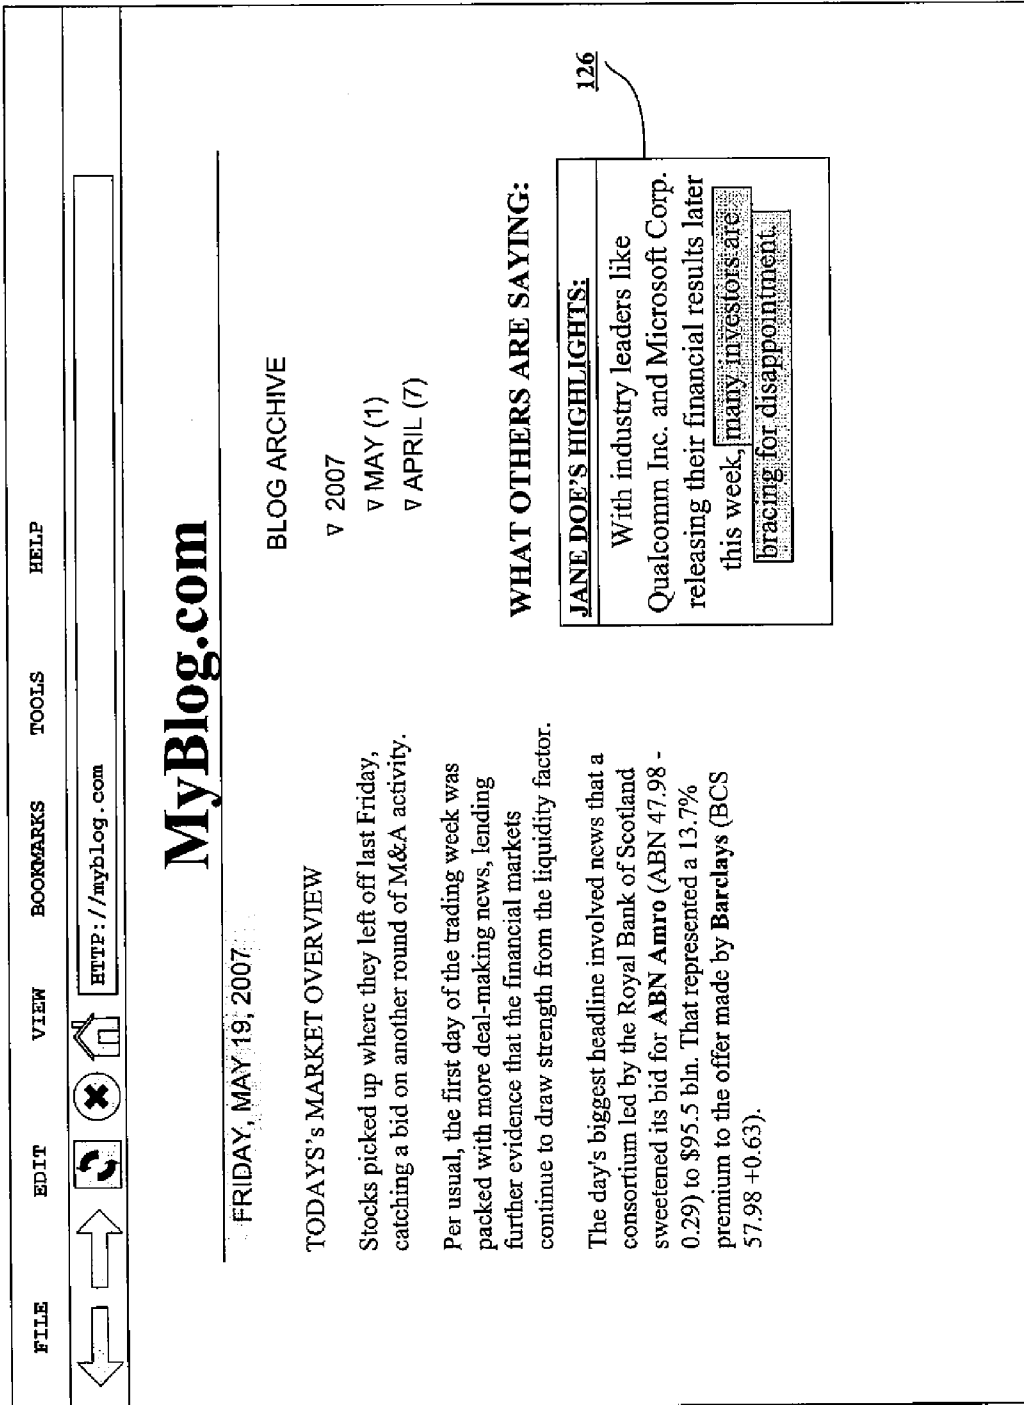 FILE EDIT VIEW BOOKMARKS TOOLS HELP
HTTP://myblog.com
MyBlog.com
FRIDAY, MAY 19, 2007
TODAYS's MARKET OVERVIEW
Stocks picked up where they left off last Friday,
catching a bid on another round of M&A activity.
Per usual, the first day of the trading week was
packed with more deal-making news, lending
further evidence that the financial markets
continue to draw strength from the liquidity factor.
The day's biggest headline involved news that a
consortium led by the Royal Bank of Scotland
sweetened its bid for ABN Amro (ABN 47.98 -
0.29) to $95.5 bln. That represented a 13.7%
premium to the offer made by Barclays (BCS
57.98 +0.63).
BLOG ARCHIVE
∇ 2007
∇ MAY (1)
∇ APRIL (7)
WHAT OTHERS ARE SAYING:
JANE DOE'S HIGHLIGHTS:
With industry leaders like
Qualcomm Inc. and Microsoft Corp.
releasing their financial results later
this week, many investors are
bracing for disappointment.
126